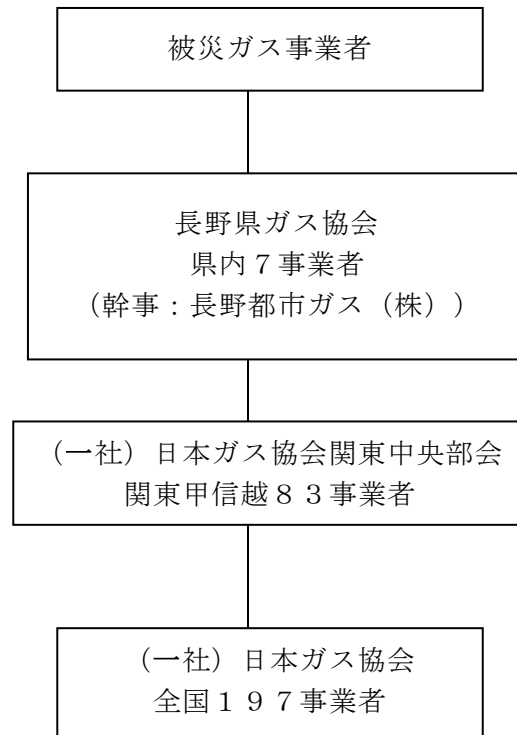 被災ガス事業者
長野県ガス協会
県内７事業者
（幹事：長野都市ガス（株））
（一社）日本ガス協会関東中央部会
関東甲信越８３事業者
（一社）日本ガス協会
全国１９７事業者